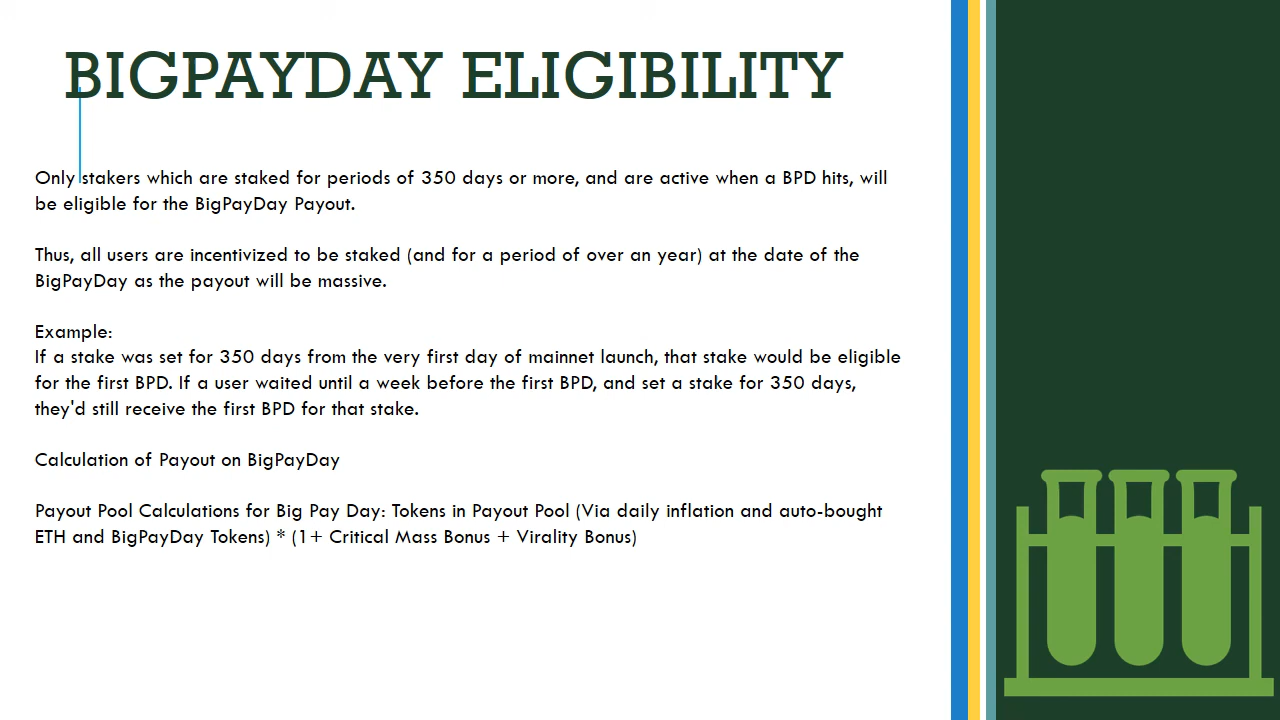 BIGPAYDAY ELIGIBILITY
Only stakers which are staked for periods of 350 days or more, and are active when a BPD hits, will
be eligible for the BigPayDay Payout.
Thus, all users are incentivized to be staked (and for a period of over an year) at the date of the
BigPayDay as the payout will be massive.
Example:
If a stake was set for 350 days from the very first day of mainnet launch, that stake would be eligible
for the first BPD. If a user waited until a week before the first BPD, and set a stake for 350 days,
they'd still receive the first BPD for that stake.
Calculation of Payout on BigPayDay
Payout Pool Calculations for Big Pay Day: Tokens in Payout Pool (Via daily inflation and auto-bought
ETH and BigPayDay Tokens) * (1+ Critical Mass Bonus + Virality Bonus)